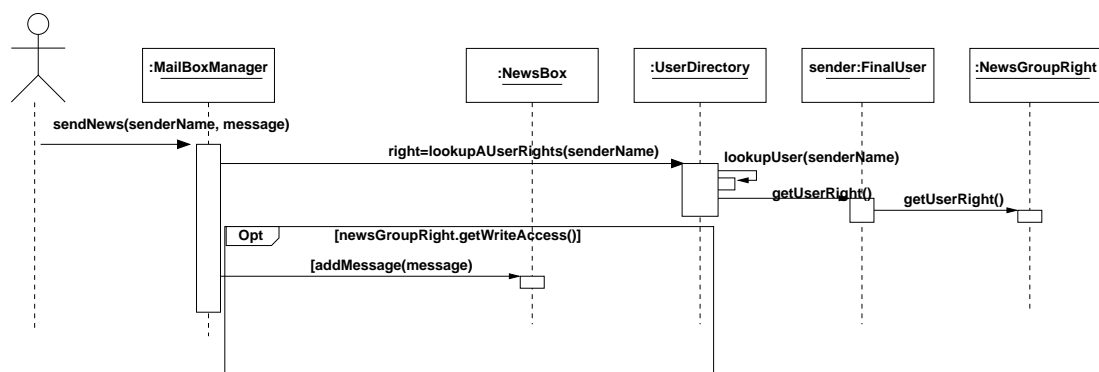 :MailBoxManager
:NewsBox
:UserDirectory
sender:FinalUser
:NewsGroupRight
sendNews(senderName, message)
right=lookupAUserRights(senderName)
lookupUser(senderName)
getUserRight()
getUserRight()
Opt
[newsGroupRight.getWriteAccess()]
[addMessage(message)